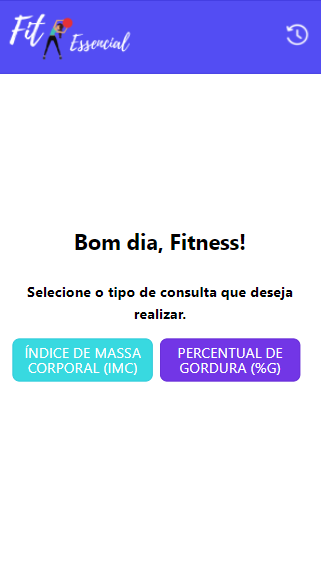 Fit
Essencial
Bom dia, Fitness!
Selecione o tipo de consulta que deseja
realizar.
ÍNDICE DE MASSA
CORPORAL (IMC)
PERCENTUAL DE
GORDURA (%G)